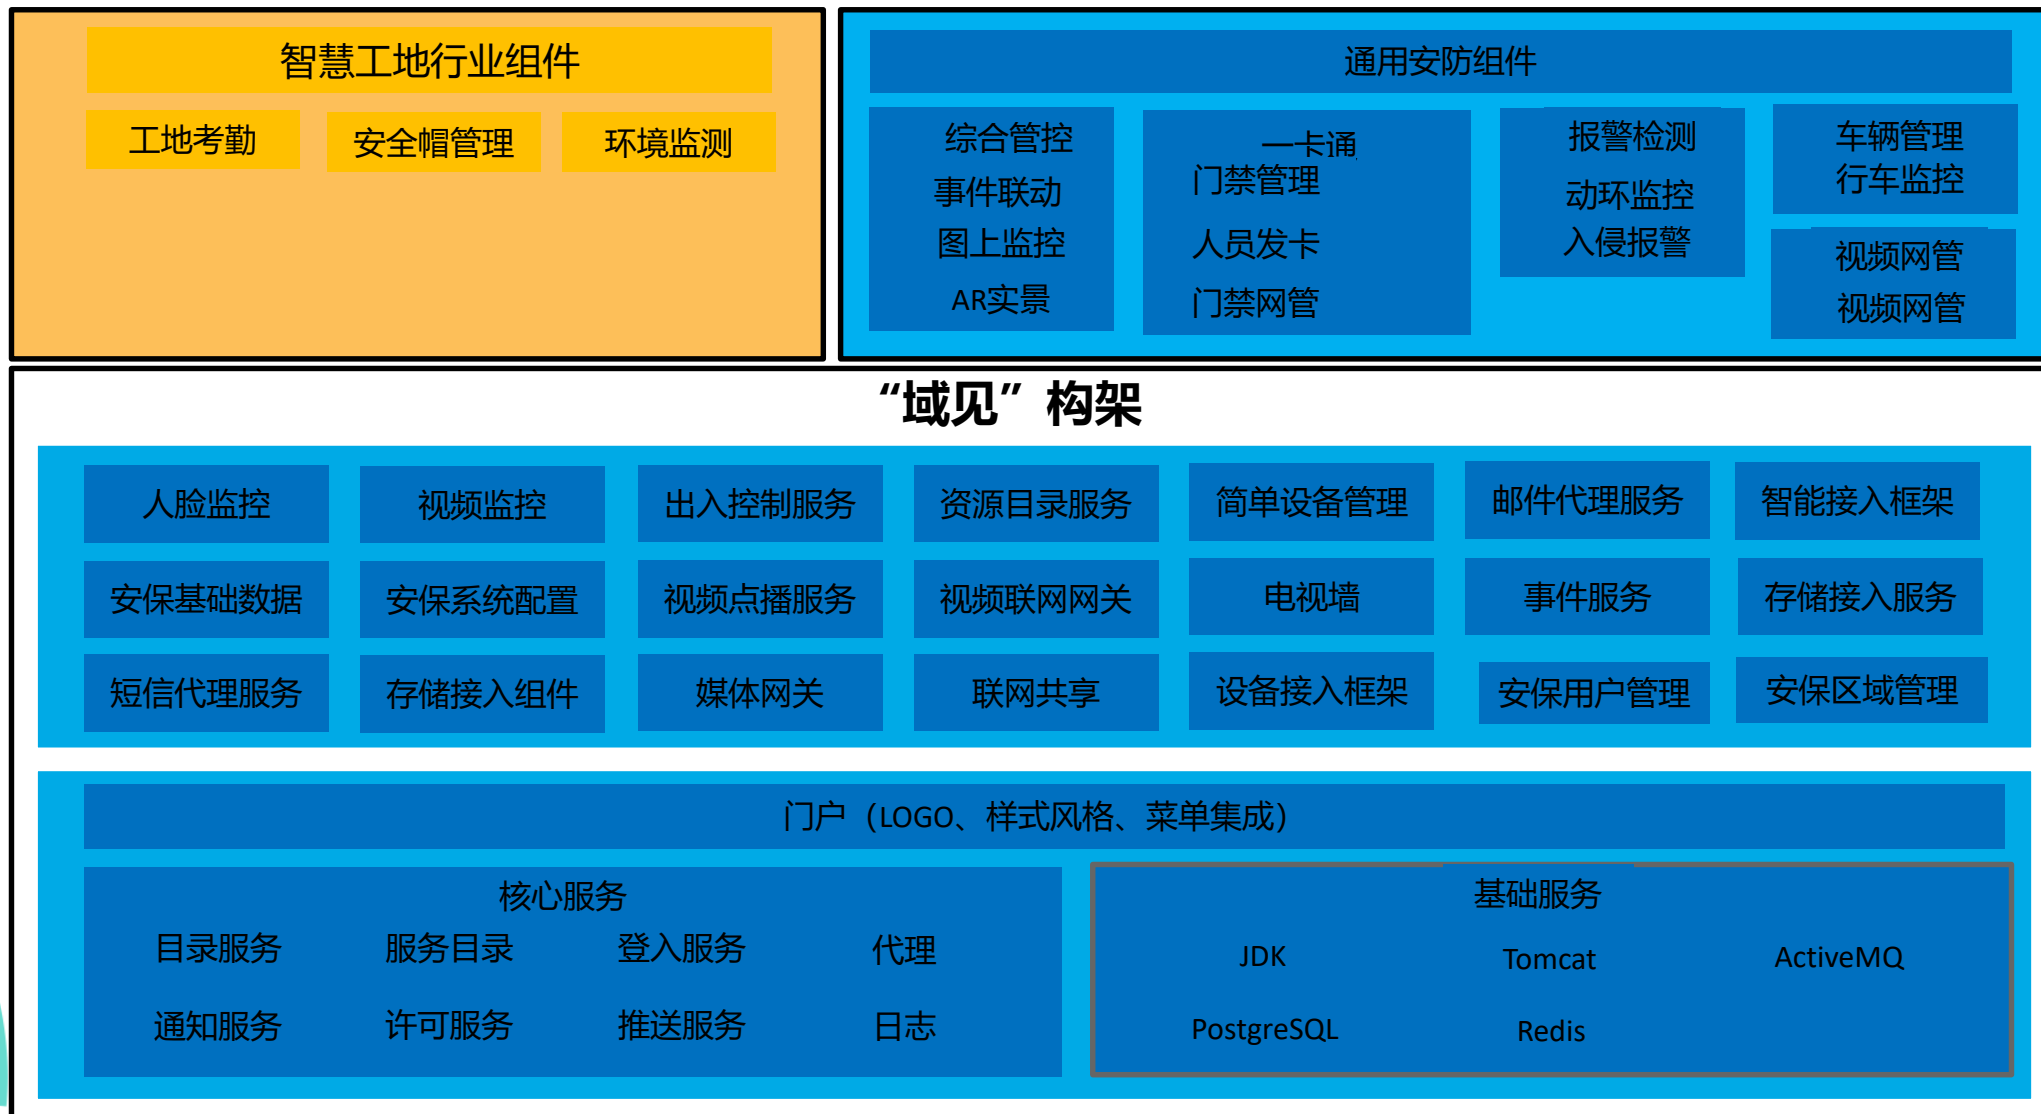 智慧工地行业组件
工地考勤
安全帽管理
环境监测
通用安防组件
综合管控
事件联动
图上监控
AR实景
一卡通
门禁管理
人员发卡
门禁网管
报警检测
动环监控
入侵报警
车辆管理
行车监控
视频网管
视频网管
“域见”构架
人脸监控
视频监控
出入控制服务
资源目录服务
简单设备管理
邮件代理服务
智能接入框架
安保基础数据
安保系统配置
视频点播服务
视频联网网关
电视墙
事件服务
存储接入服务
短信代理服务
存储接入组件
媒体网关
联网共享
设备接入框架
安保用户管理
安保区域管理
门户（LOGO、样式风格、菜单集成）
核心服务
目录服务
服务目录
登入服务
代理
通知服务
许可服务
推送服务
日志
基础服务
JDK
Tomcat
ActiveMQ
PostgreSQL
Redis